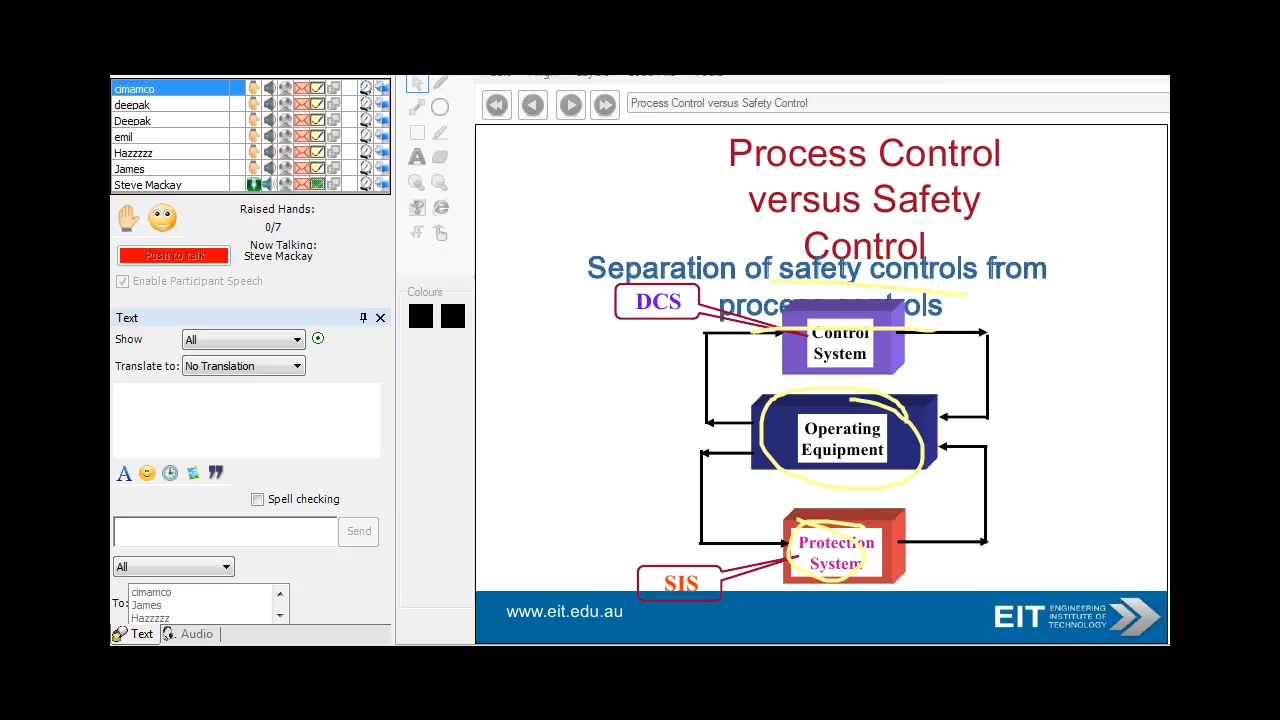 Process Control versus Safety Control
cimamco
deepak
Deepak
emil
Hazzzzz
James
Steve Mackay
Raised Hands:
0/7
Now Talking:
Steve Mackay
Push to talk
Enable Participant Speech
Text
Show
All
Translate to:
No Translation
A
Spell checking
Send
All
To:
cimamco
James
Hazzzzz
Text
Audio
A
Colours
Process Control
versus Safety
Control
Separation of safety controls from
process controls
DCS
Control
System
Operating
Equipment
Protection
System
SIS
www.eit.edu.au
EIT
ENGINEERING
INSTITUTE OF
TECHNOLOGY